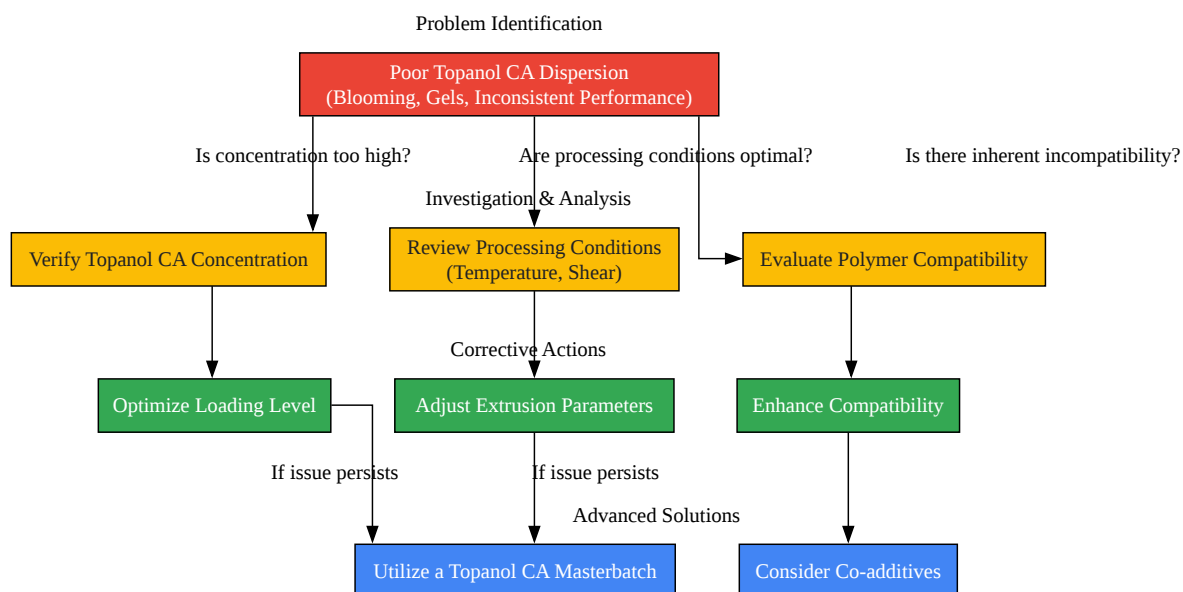 Problem Identification
Poor Topanol CA Dispersion
(Blooming, Gels, Inconsistent Performance)
Is concentration too high?
Are processing conditions optimal?
Is there inherent incompatibility?
Investigation & Analysis
Verify Topanol CA Concentration
Review Processing Conditions
(Temperature, Shear)
Evaluate Polymer Compatibility
Corrective Actions
Optimize Loading Level
Adjust Extrusion Parameters
Enhance Compatibility
If issue persists
If issue persists
Advanced Solutions
Utilize a Topanol CA Masterbatch
Consider Co-additives